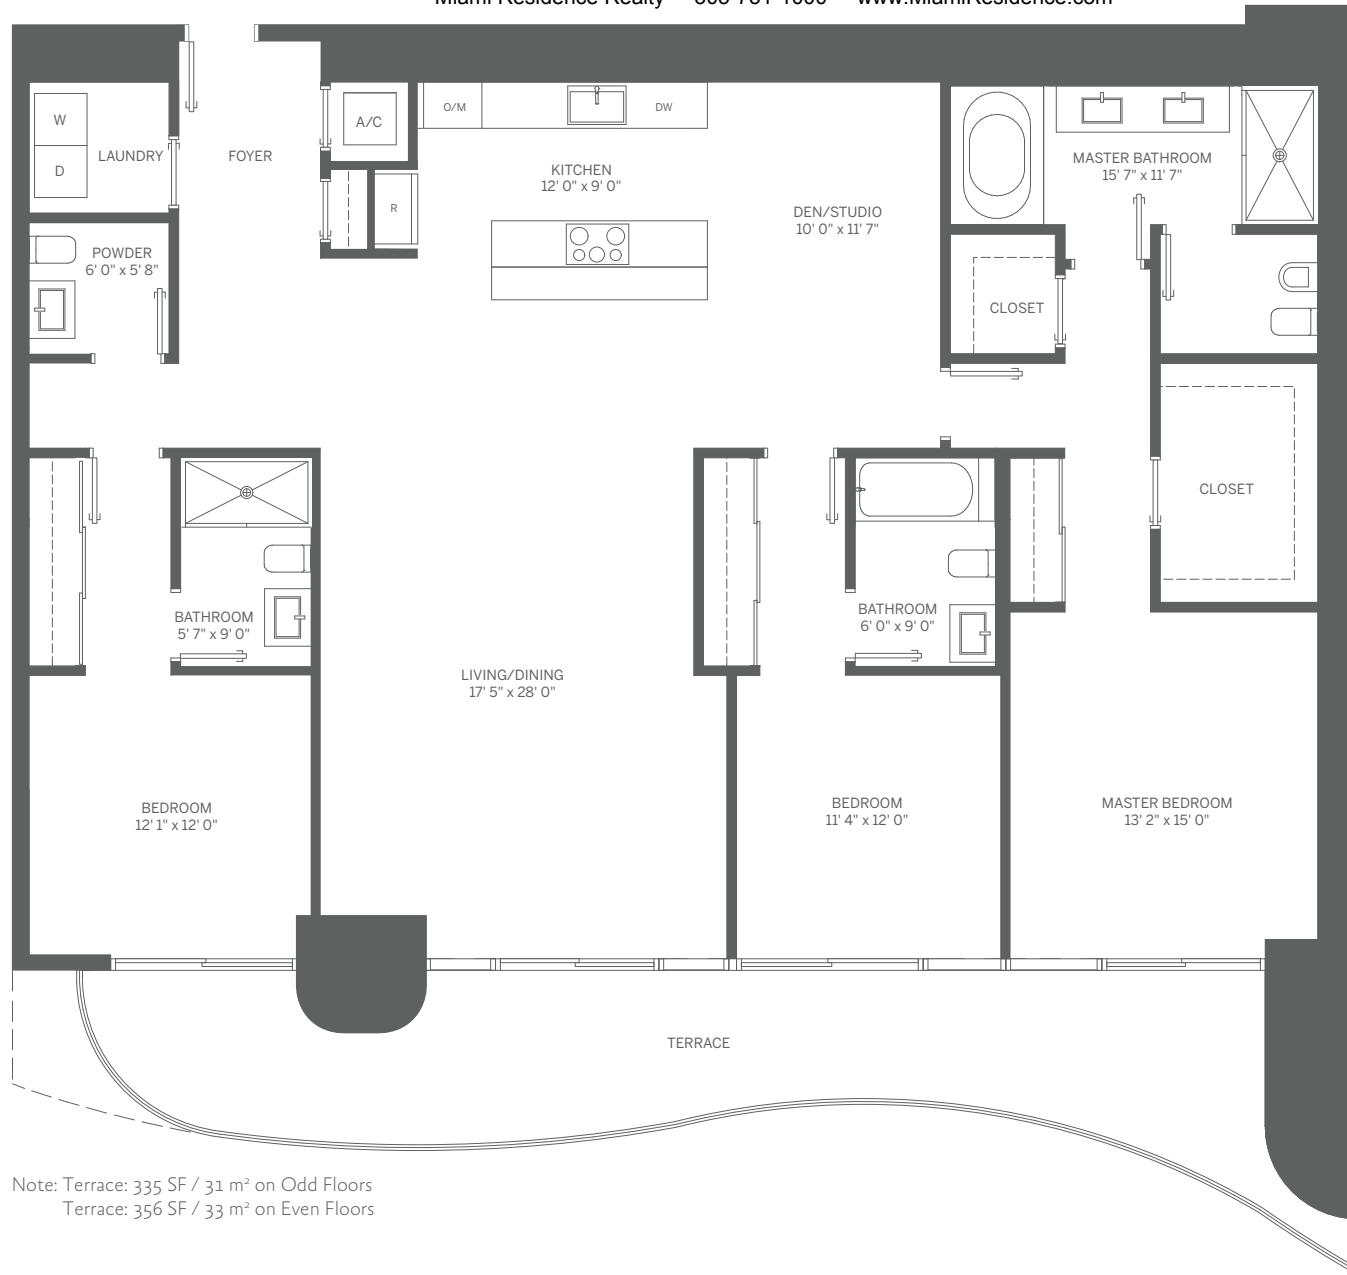 W
D
LAUNDRY
FOYER
A/C
R
O/M
DW
KITCHEN
12' 0" x 9' 0"
DEN/STUDIO
10' 0" x 11' 7"
MASTER BATHROOM
15' 7" x 11' 7"
POWDER
6' 0" x 5' 8"
CLOSET
CLOSET
BATHROOM
5' 7" x 9' 0"
BATHROOM
6' 0" x 9' 0"
LIVING/DINING
17' 5" x 28' 0"
BEDROOM
12' 1" x 12' 0"
BEDROOM
11' 4" x 12' 0"
MASTER BEDROOM
13' 2" x 15' 0"
TERRACE
Note: Terrace: 335 SF / 31 m² on Odd Floors
Terrace: 356 SF / 33 m² on Even Floors